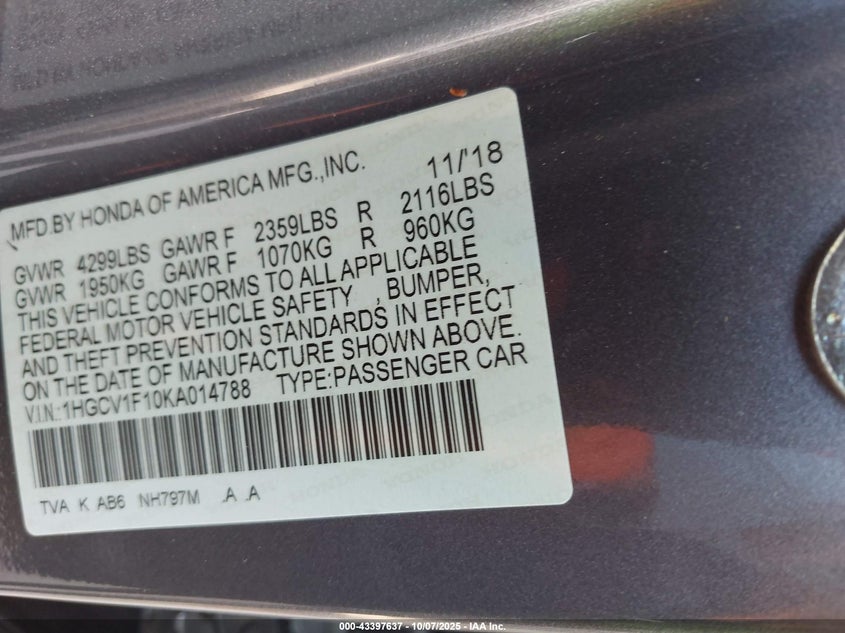 MFD.BY HONDA OF AMERICA MFG.,INC. 11/'18
GVWR 4299LBS GAWR F 2359LBS R 2116LBS
GVWR 1950KG GAWR F 1070KG R 960KG
THIS VEHICLE CONFORMS TO ALL APPLICABLE
FEDERAL MOTOR VEHICLE SAFETY , BUMPER,
AND THEFT PREVENTION STANDARDS IN EFFECT
ON THE DATE OF MANUFACTURE SHOWN ABOVE.
V.I.N.:1HGCV1F10KA014788 TYPE:PASSENGER CAR
TVA K AB6 NH797M .A .A
000-43397637 - 10/07/2025 - IAA Inc.